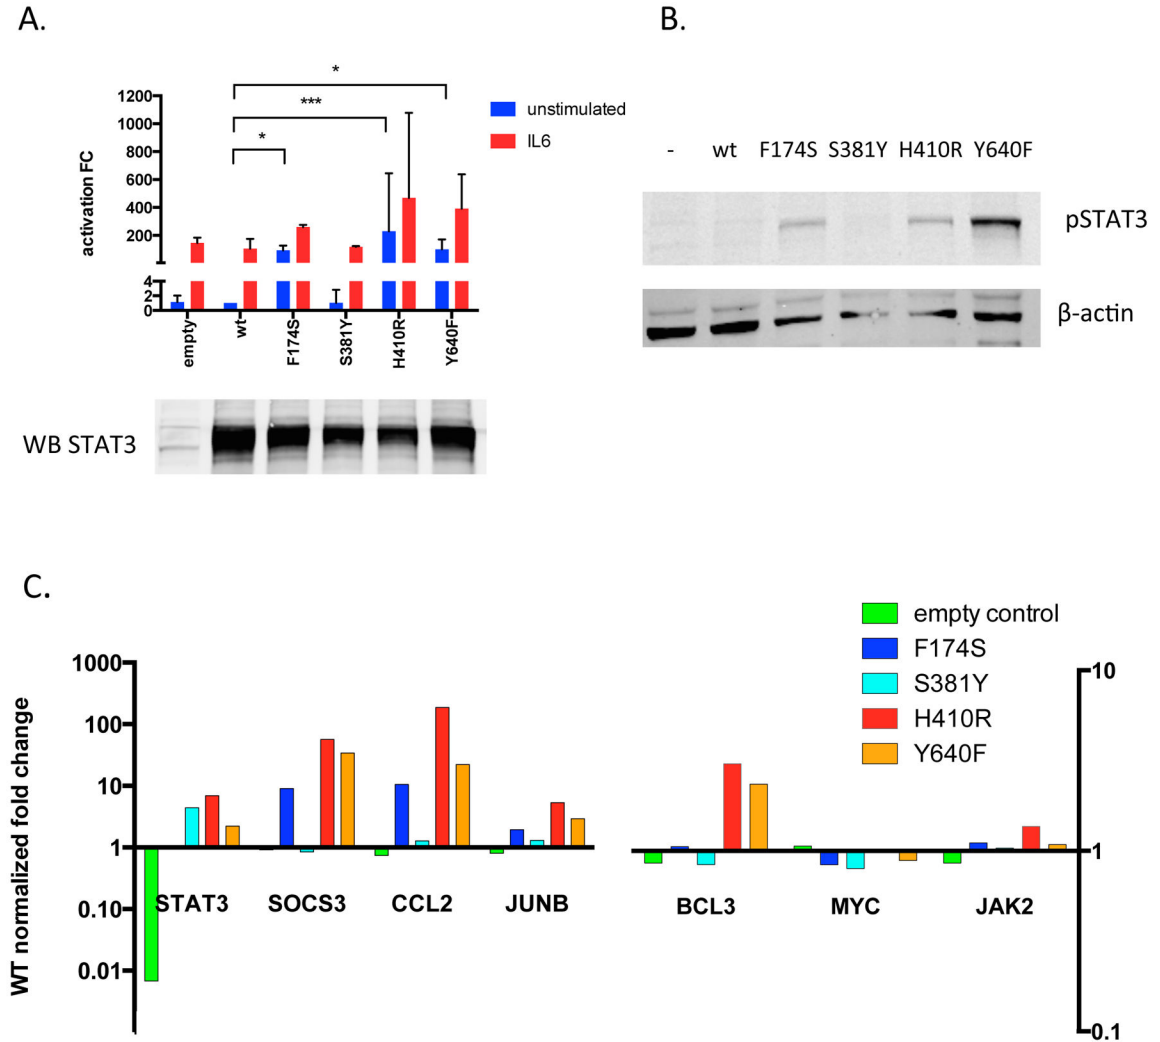 A.
*
***
*
1200
1000
800
600
400
200
4
2
0
activation FC
unstimulated
IL6
empty
wt
F174S
S381Y
H410R
Y640F
WB STAT3
B.
- wt F174S S381Y H410R Y640F
pSTAT3
β-actin
C.
empty control
F174S
S381Y
H410R
Y640F
WT normalized fold change
1000
100
10
1
0.10
0.01
STAT3 SOCS3 CCL2 JUNB
BCL3 MYC JAK2
10
1
0.1